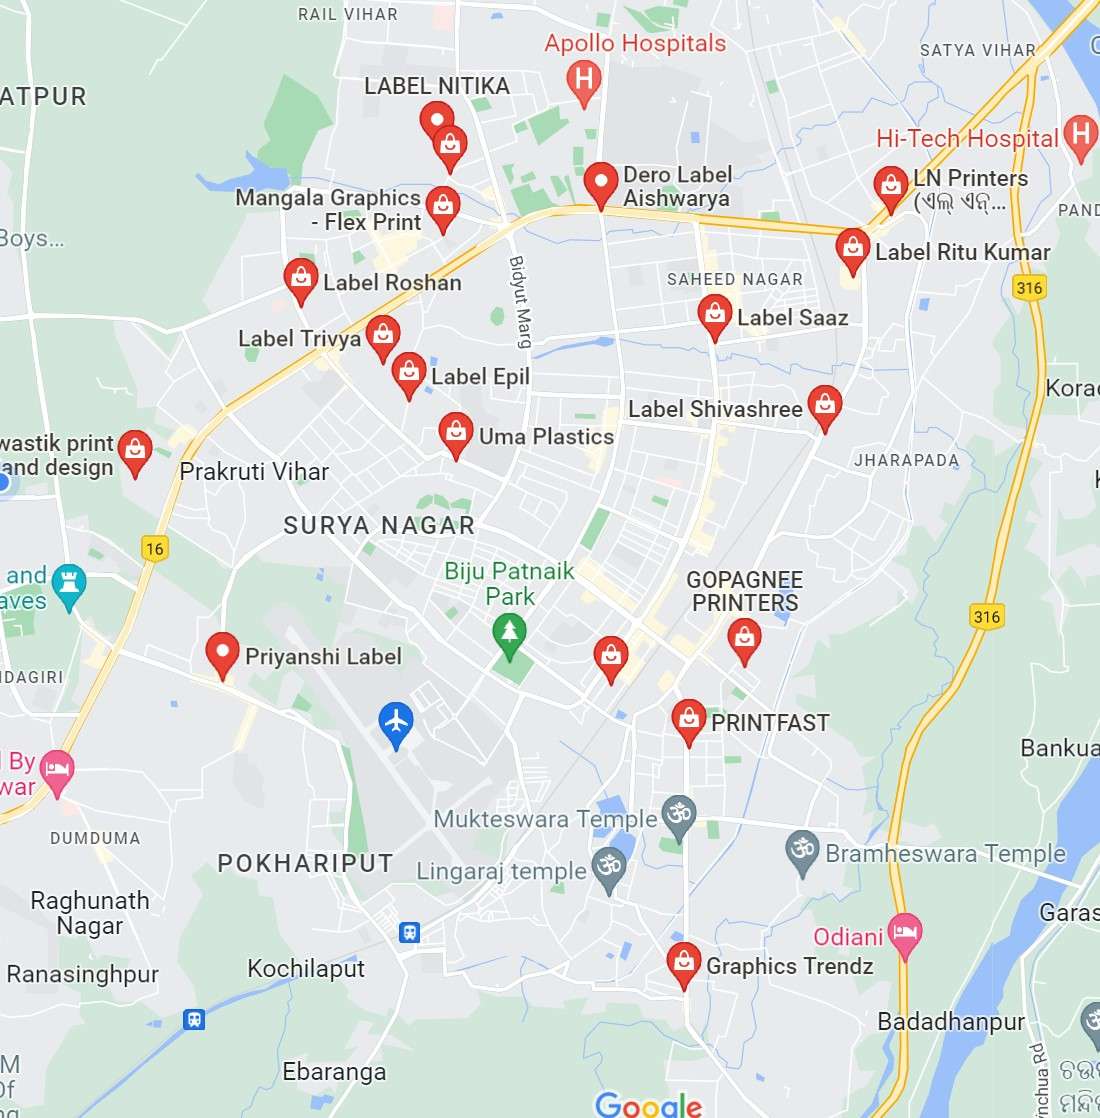 RAIL VIHAR
Apollo Hospitals
SATYA VIHAR
ATPUR
LABEL NITIKA
Hi-Tech Hospital
Dero Label
Aishwarya
LN Printers
(ଏଲ୍ ଏନ୍...
Mangala Graphics
- Flex Print
PAND
Boys...
Label Ritu Kumar
Label Roshan
Bidyut Marg
SAHEED NAGAR
316
Label Saaz
Label Trivya
Label Epil
Korac
Label Shivashree
Uma Plastics
wastik print
and design
Prakruti Vihar
JHARAPADA
SURYA NAGAR
16
and
aves
Biju Patnaik
Park
GOPAGNEE
PRINTERS
316
Priyanshi Label
DAGIRI
PRINTFAST
By
war
Bankua
Mukteswara Temple
DUMDUMA
POKHARIPUT
Lingaraj temple
Bramheswara Temple
Raghunath
Nagar
Garas
Odiani
Ranasinghpur
Kochilaput
Graphics Trendz
Badadhanpur
Ebaranga
M
Of
nchua Rd
Google